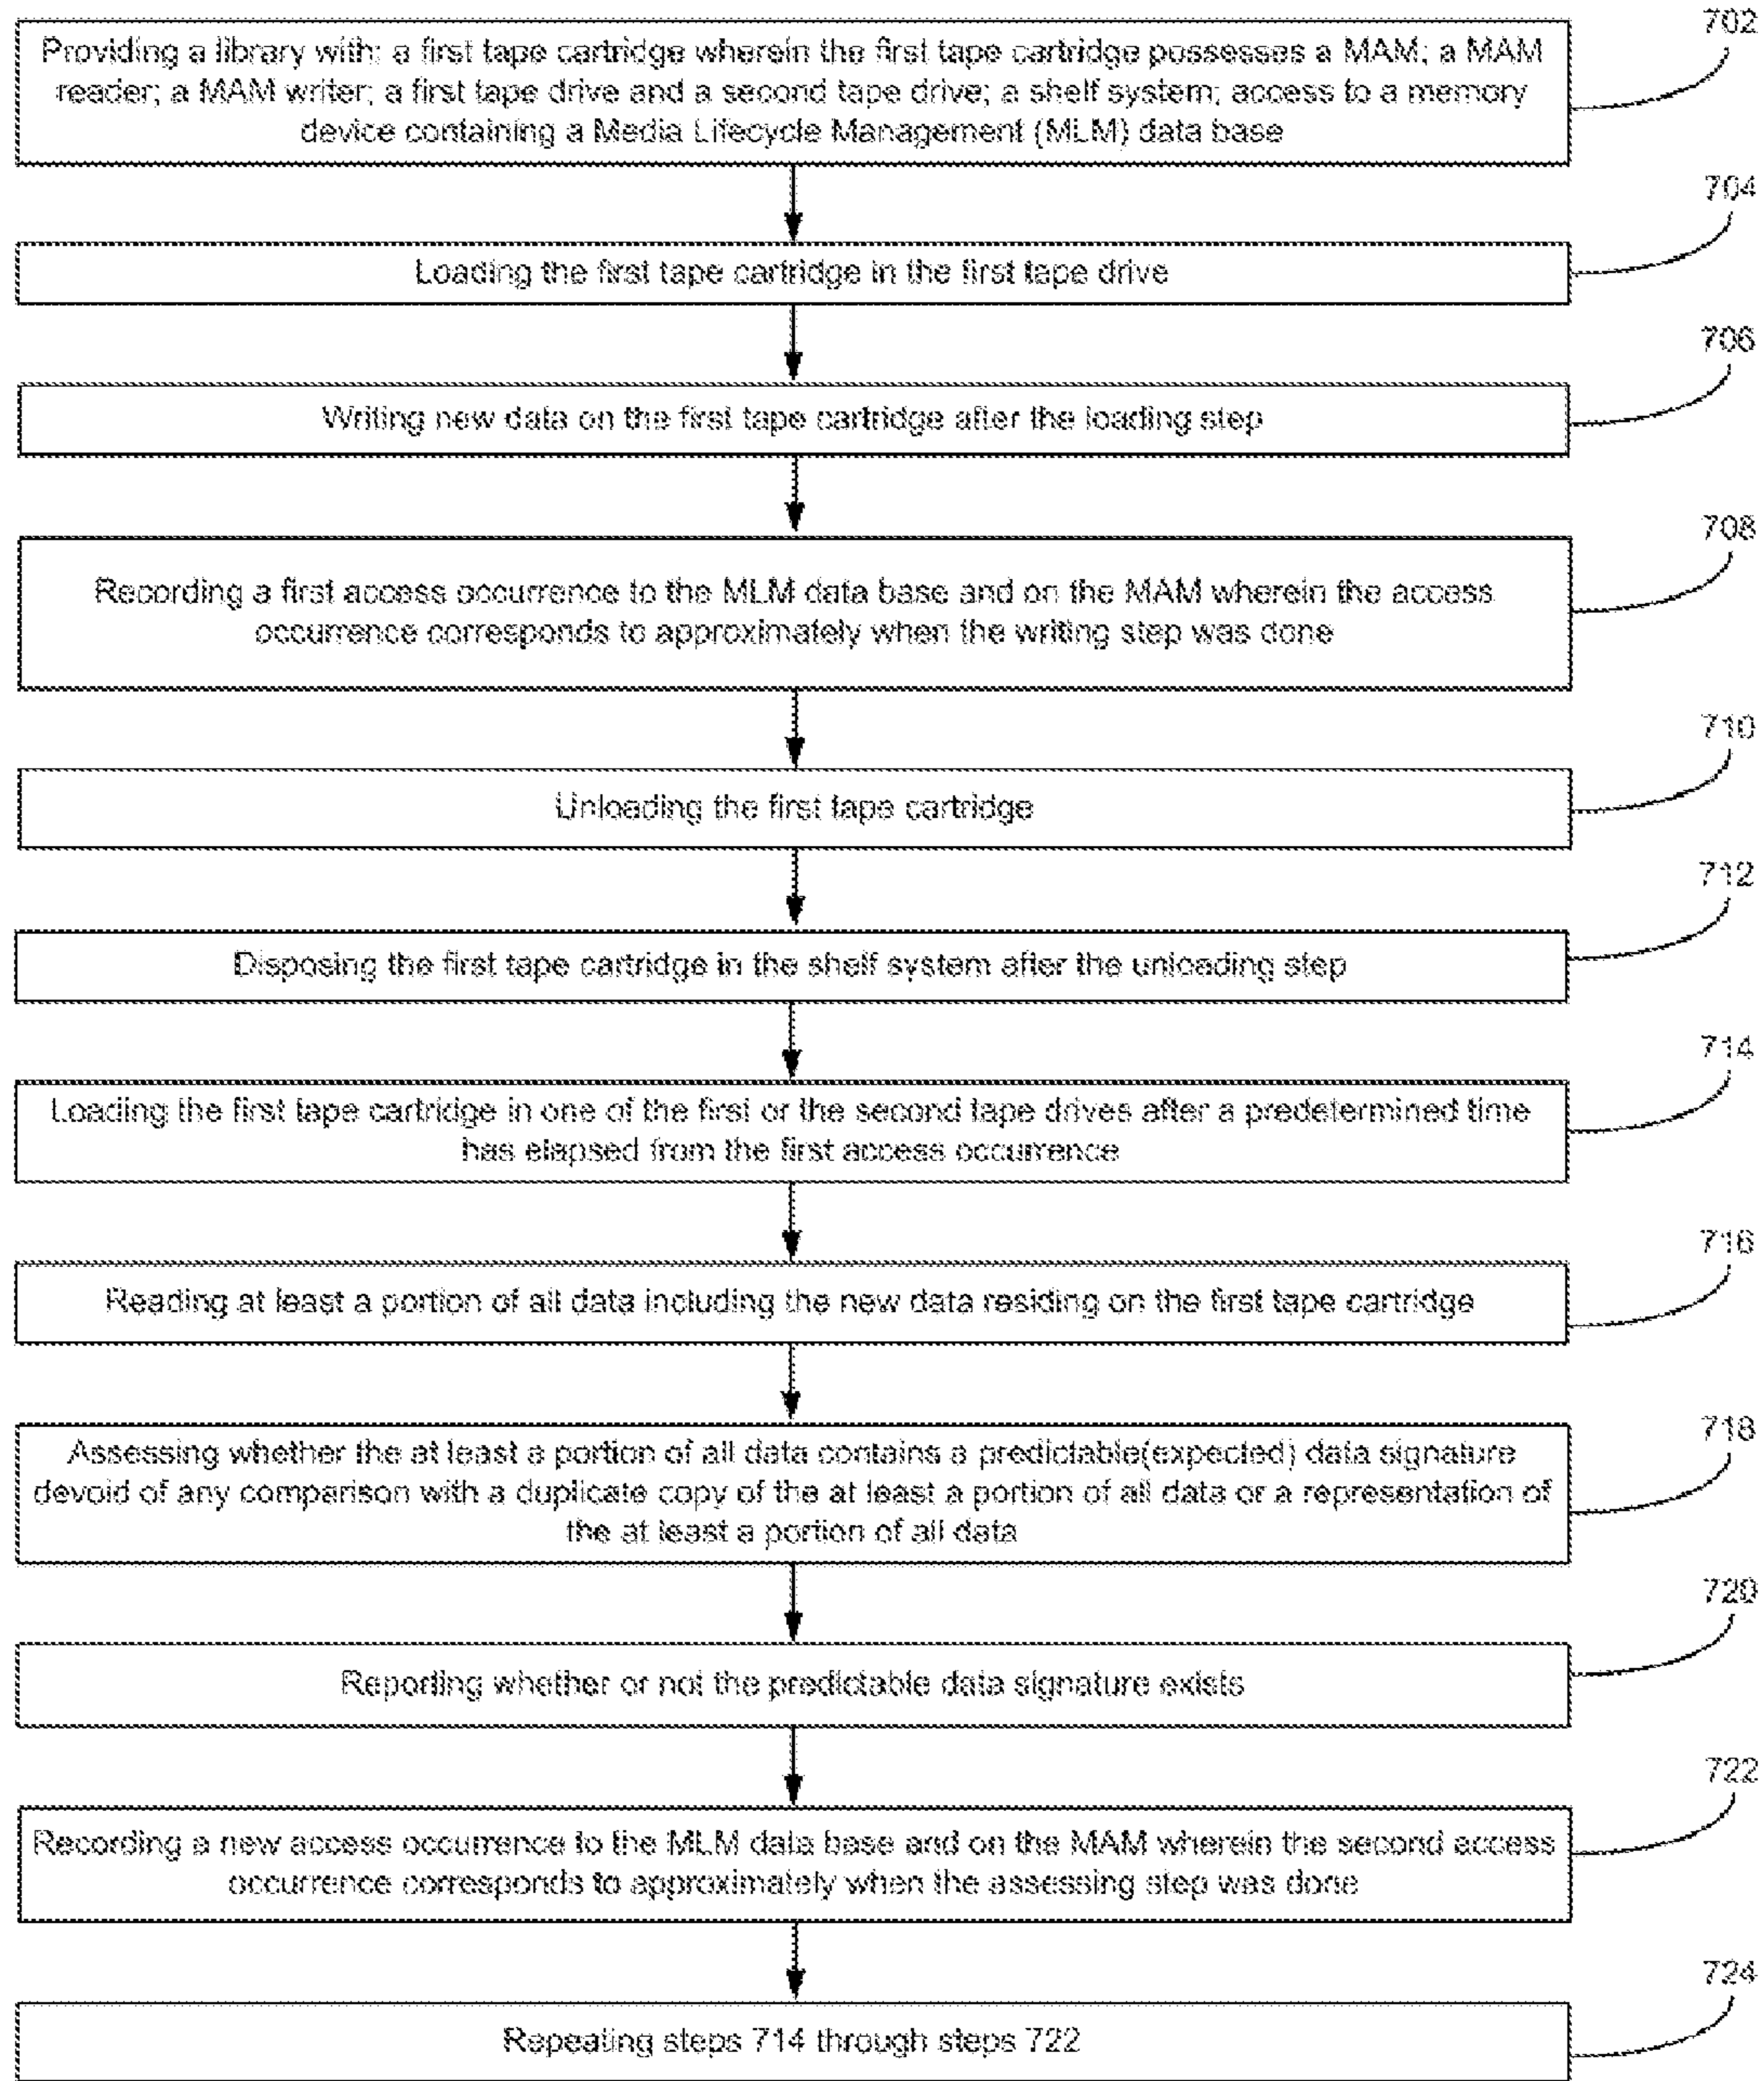 702
Providing a library with: a first tape cartridge wherein the first tape cartridge possesses a MAM; a MAM
reader; a MAM writer; a first tape drive and a second tape drive; a shelf system; access to a memory
device containing a Media Lifecycle Management (MLM) data base
704
Loading the first tape cartridge in the first tape drive
706
Writing new data on the first tape cartridge after the loading step
708
Recording a first access occurrence to the MLM data base and on the MAM wherein the access
occurrence corresponds to approximately when the writing step was done
710
Unloading the first tape cartridge
712
Disposing the first tape cartridge in the shelf system after the unloading step
714
Loading the first tape cartridge in one of the first or the second tape drives after a predetermined time
has elapsed from the first access occurrence
716
Reading at least a portion of all data including the new data residing on the first tape cartridge
718
Assessing whether the at least a portion of all data contains a predictable(expected) data signature
devoid of any comparison with a duplicate copy of the at least a portion of all data or a representation of
the at least a portion of all data
720
Reporting whether or not the predictable data signature exists
722
Recording a new access occurrence to the MLM data base and on the MAM wherein the second access
occurrence corresponds to approximately when the assessing step was done
724
Repeating steps 714 through steps 722